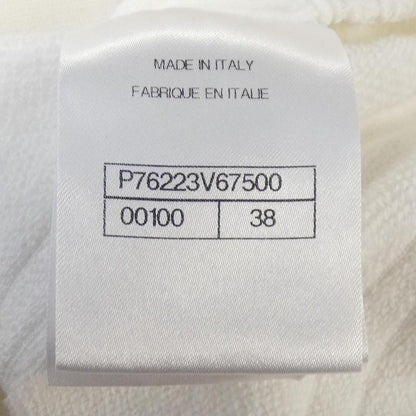 MADE IN ITALY
FABRIQUE EN ITALIE
P76223V67500
00100 38